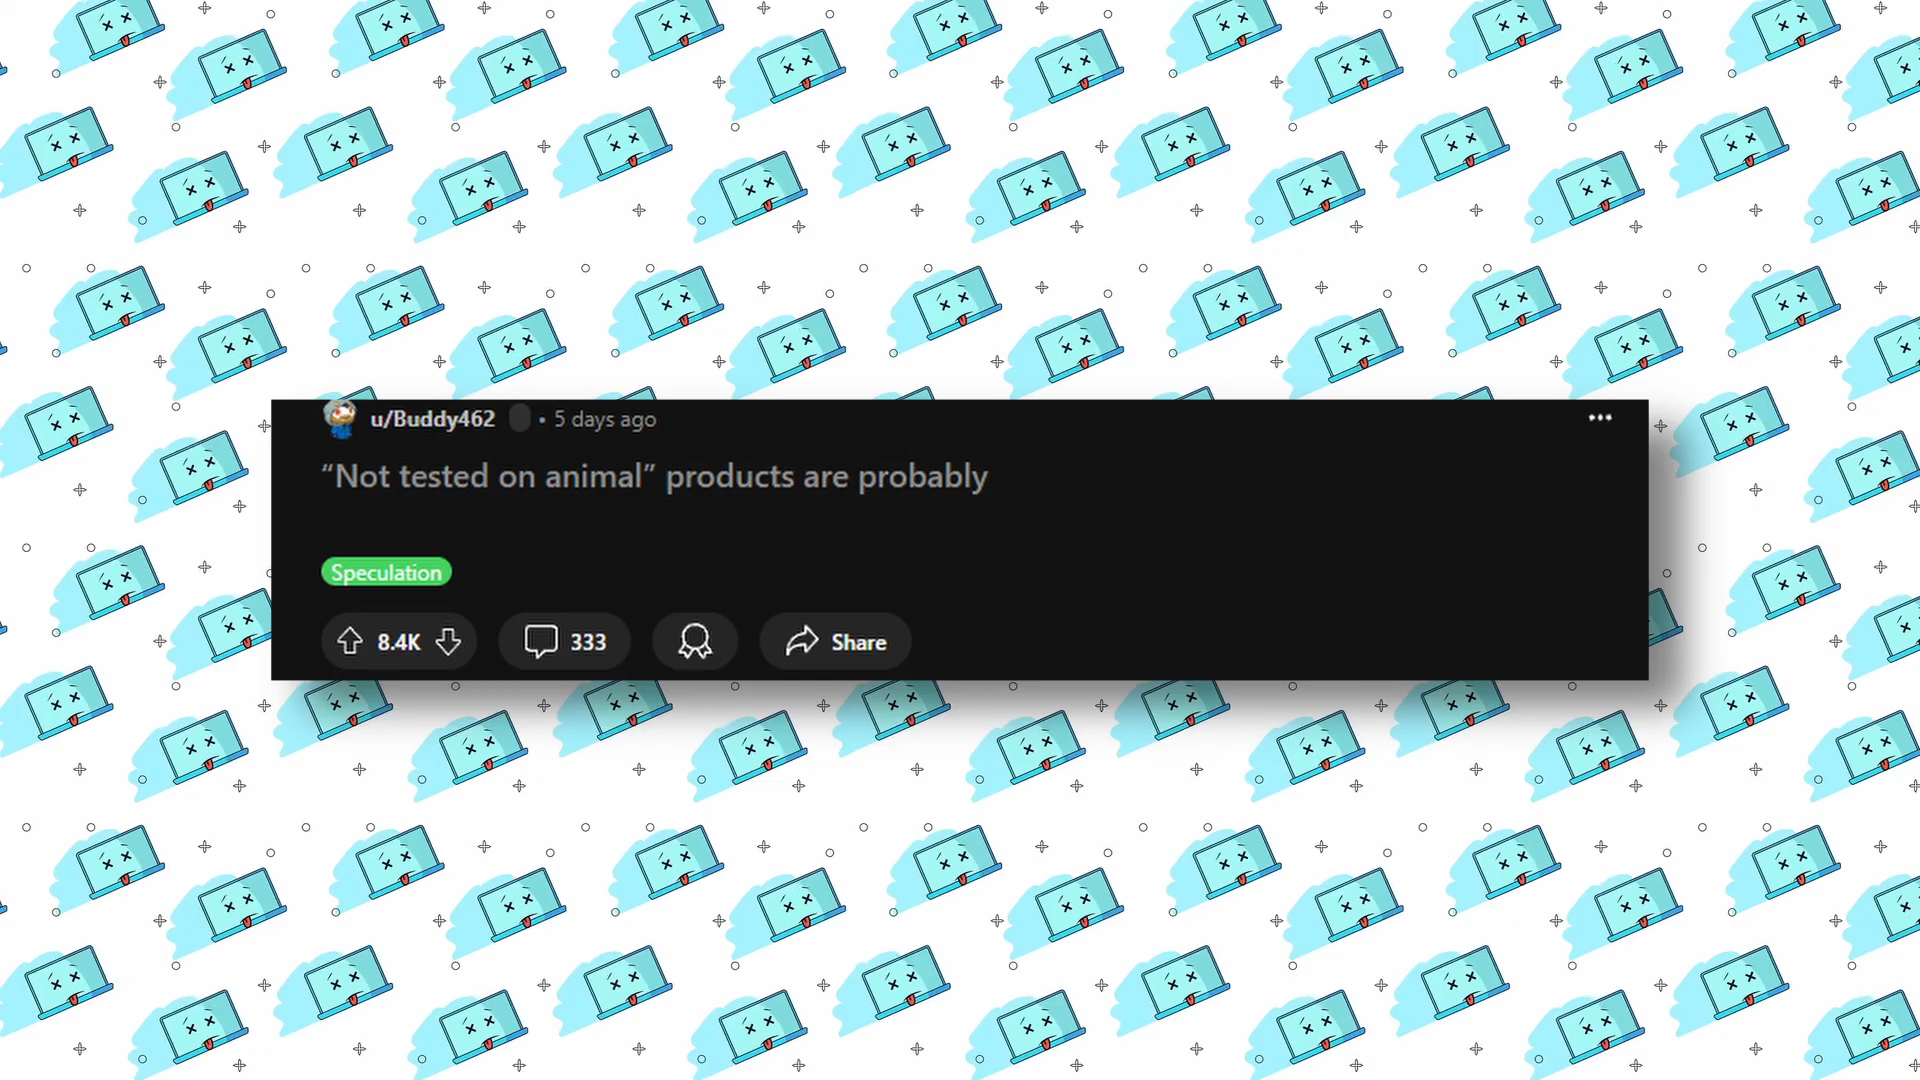 u/Buddy462 • 5 days ago
“Not tested on animal” products are probably
Speculation
8.4K 333 Share